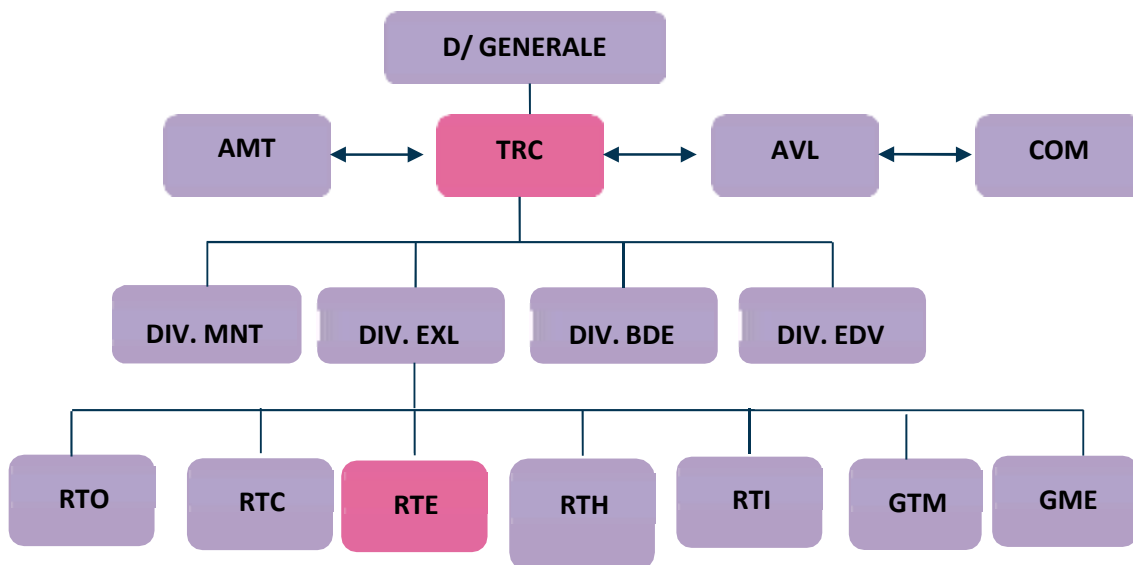 D/ GENERALE
AMT
TRC
AVL
COM
DIV. MNT
DIV. EXL
DIV. BDE
DIV. EDV
RTO
RTC
RTE
RTH
RTI
GTM
GME